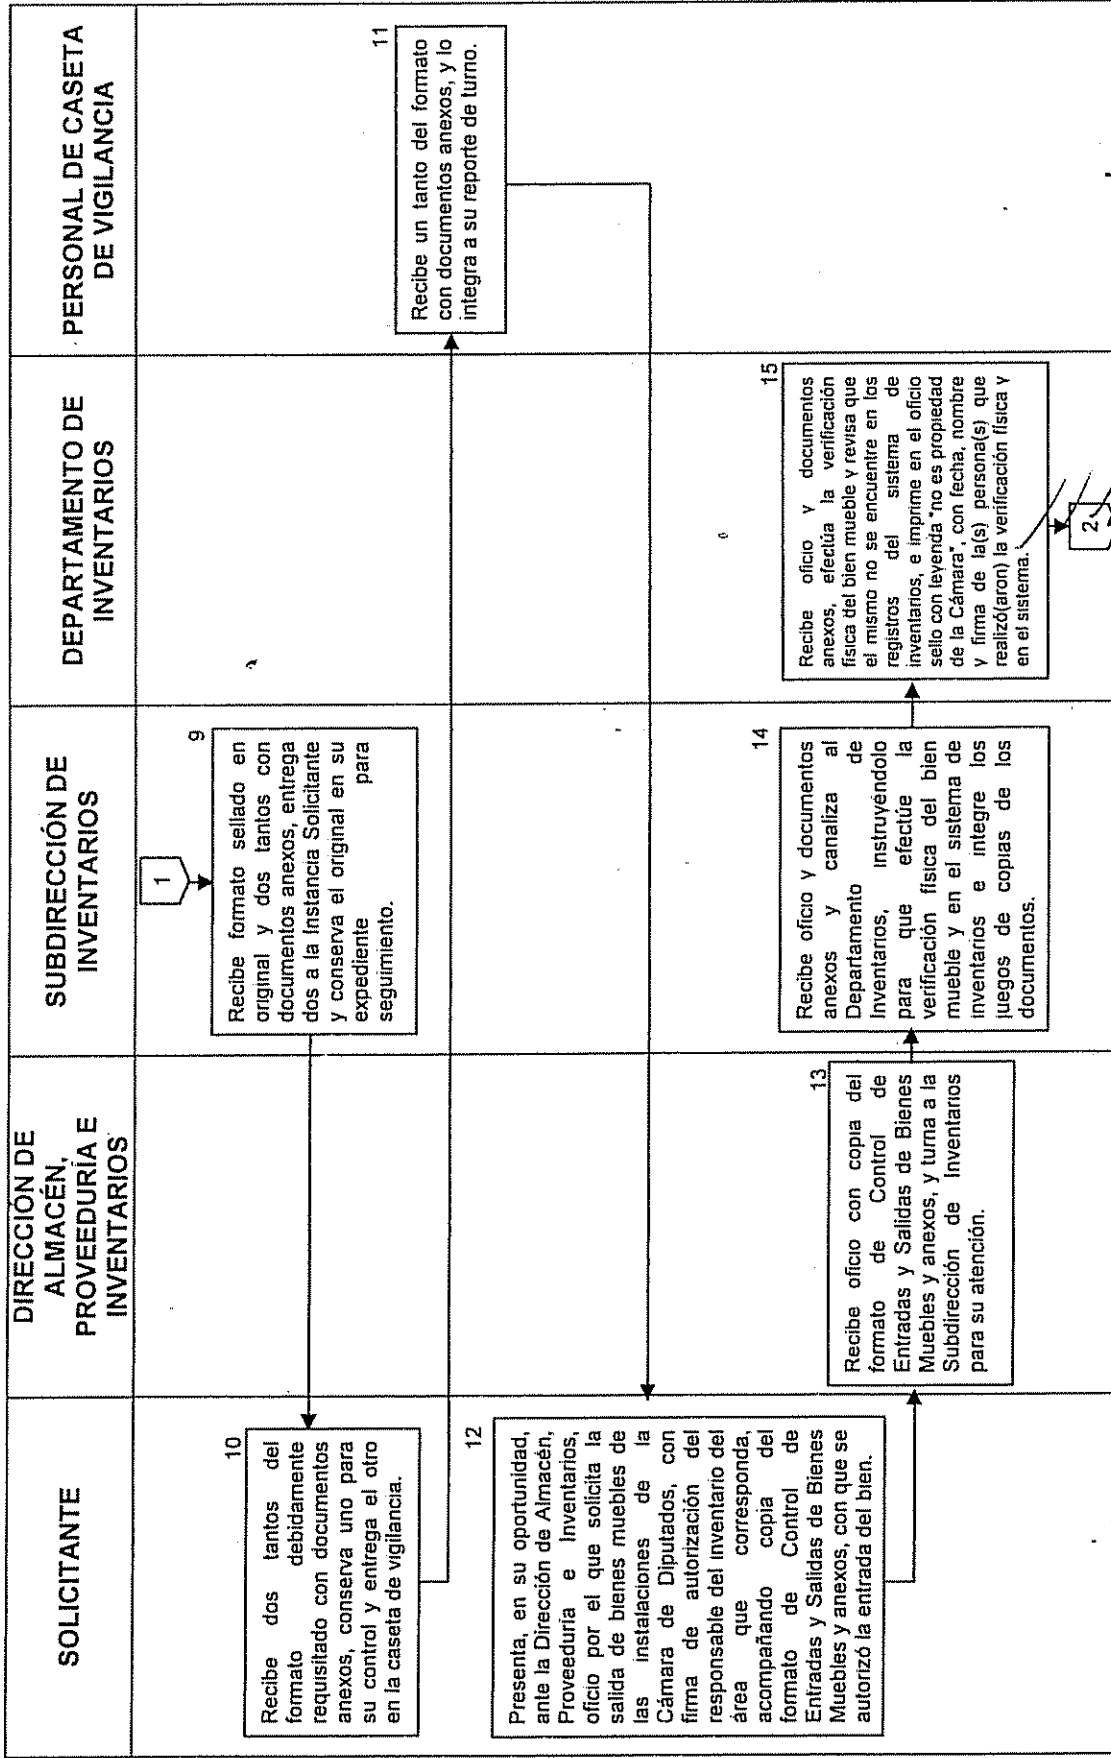 SOLICITANTE
DIRECCIÓN DE
ALMACÉN,
PROVEEDURÍA E
INVENTARIOS
SUBDIRECCIÓN DE
INVENTARIOS
DEPARTAMENTO DE
INVENTARIOS
PERSONAL DE CASETA
DE VIGILANCIA
1
9
Recibe formato sellado en
original y dos tantos con
documentos anexos, entrega
dos a la Instancia Solicitante
y conserva el original en su
expediente para
seguimiento.
10
Recibe dos tantos del
formato debidamente
requisitado con documentos
anexos, conserva uno para
su control y entrega el otro
en la caseta de vigilancia.
11
Recibe un tanto del formato
con documentos anexos, y lo
integra a su reporte de turno.
12
Presenta, en su oportunidad,
ante la Dirección de Almacén,
Proveeduría e Inventarios,
oficio por el que solicita la
salida de bienes muebles de
las instalaciones de la
Cámara de Diputados, con
firma de autorización del
responsable del inventario del
área que corresponda,
acompañando copia del
formato de Control de
Entradas y Salidas de Bienes
Muebles y anexos, con que se
autorizó la entrada del bien.
13
Recibe oficio con copia del
formato de Control de
Entradas y Salidas de Bienes
Muebles y anexos, y turna a la
Subdirección de Inventarios
para su atención.
14
Recibe oficio y documentos
anexos y canaliza al
Departamento de
Inventarios, instruyéndolo
para que efectúe la
verificación física del bien
mueble y en el sistema de
inventarios e integre los
juegos de copias de los
documentos.
15
Recibe oficio y documentos
anexos, efectúa la verificación
física del bien mueble y revisa que
el mismo no se encuentre en los
registros del sistema de
inventarios, e imprime en el oficio
sello con leyenda "no es propiedad
de la Cámara", con fecha, nombre
y firma de la(s) persona(s) que
realizó(aron) la verificación física y
en el sistema.
2